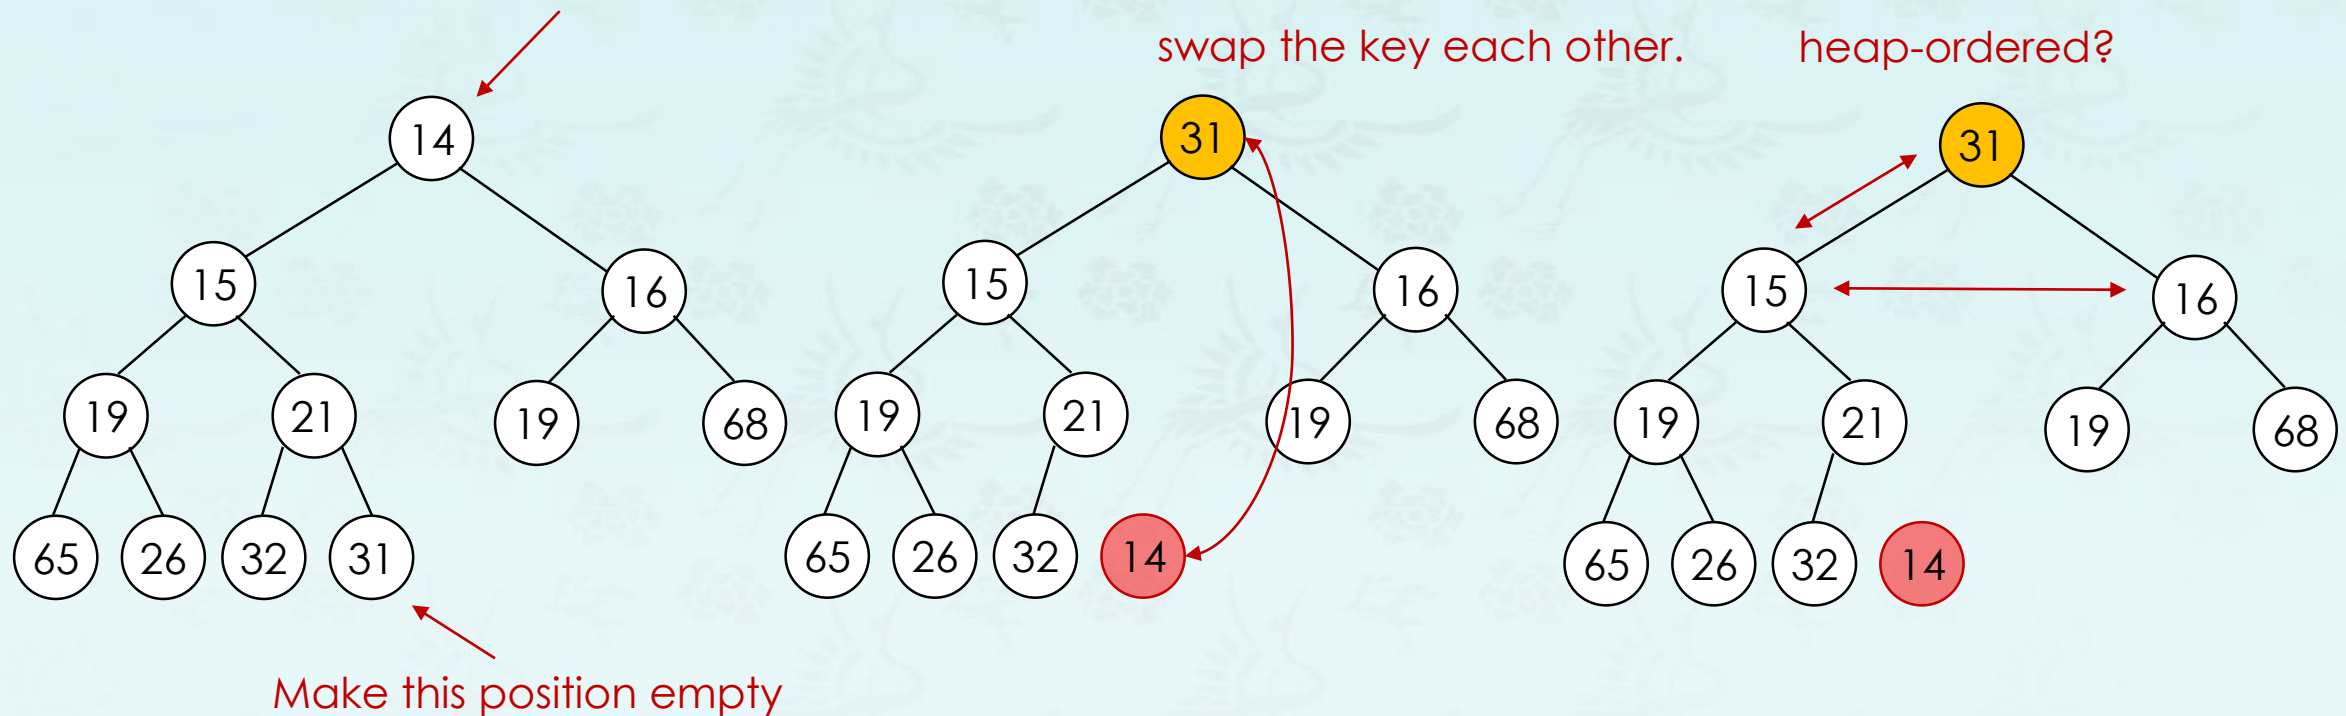 swap the key each other. heap-ordered?
14 31 31
15 16 15 16 15 16
19 21 19 68 19 21 19 68 19 21 19 68
65 26 32 31 65 26 32 14 65 26 32 14
Make this position empty